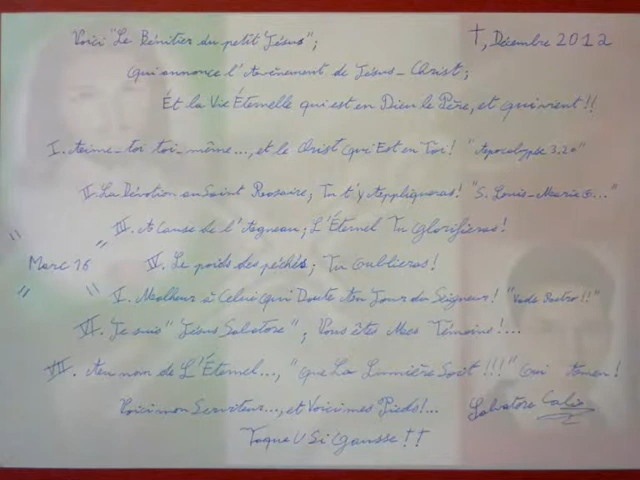 Voici "Le Bénitier du petit Jésus";
✝, Décembre 2012
Qui annonce l'Avènement de Jésus-Christ;
Et la Vie Éternelle qui est en Dieu le Père, et qui vient!!
I. Aime-toi toi-même..., et le Christ qui Est en Toi! "Apocalypse 3.20"
II. La Dévotion au Saint Rosaire, Tu t'y Appliqueras! "S. Louis-Marie G..."
III. A Cause de l'Agneau; L'Éternel Tu Glorifieras!
Marc 16
IV. Le poids des péchés; Tu Oublieras!
V. Malheur à Celui qui Doute Au Jour du Seigneur! "Vade Retro!!"
VI. Je suis "Jésus Salvatore"; Vous êtes Mes Témoins!...
VII. Au nom de L'Éternel..., "que La Lumière Soit!!!" Oui Amen!
Voici mon Serviteur..., et Voici mes Pieds!...
Salvatore